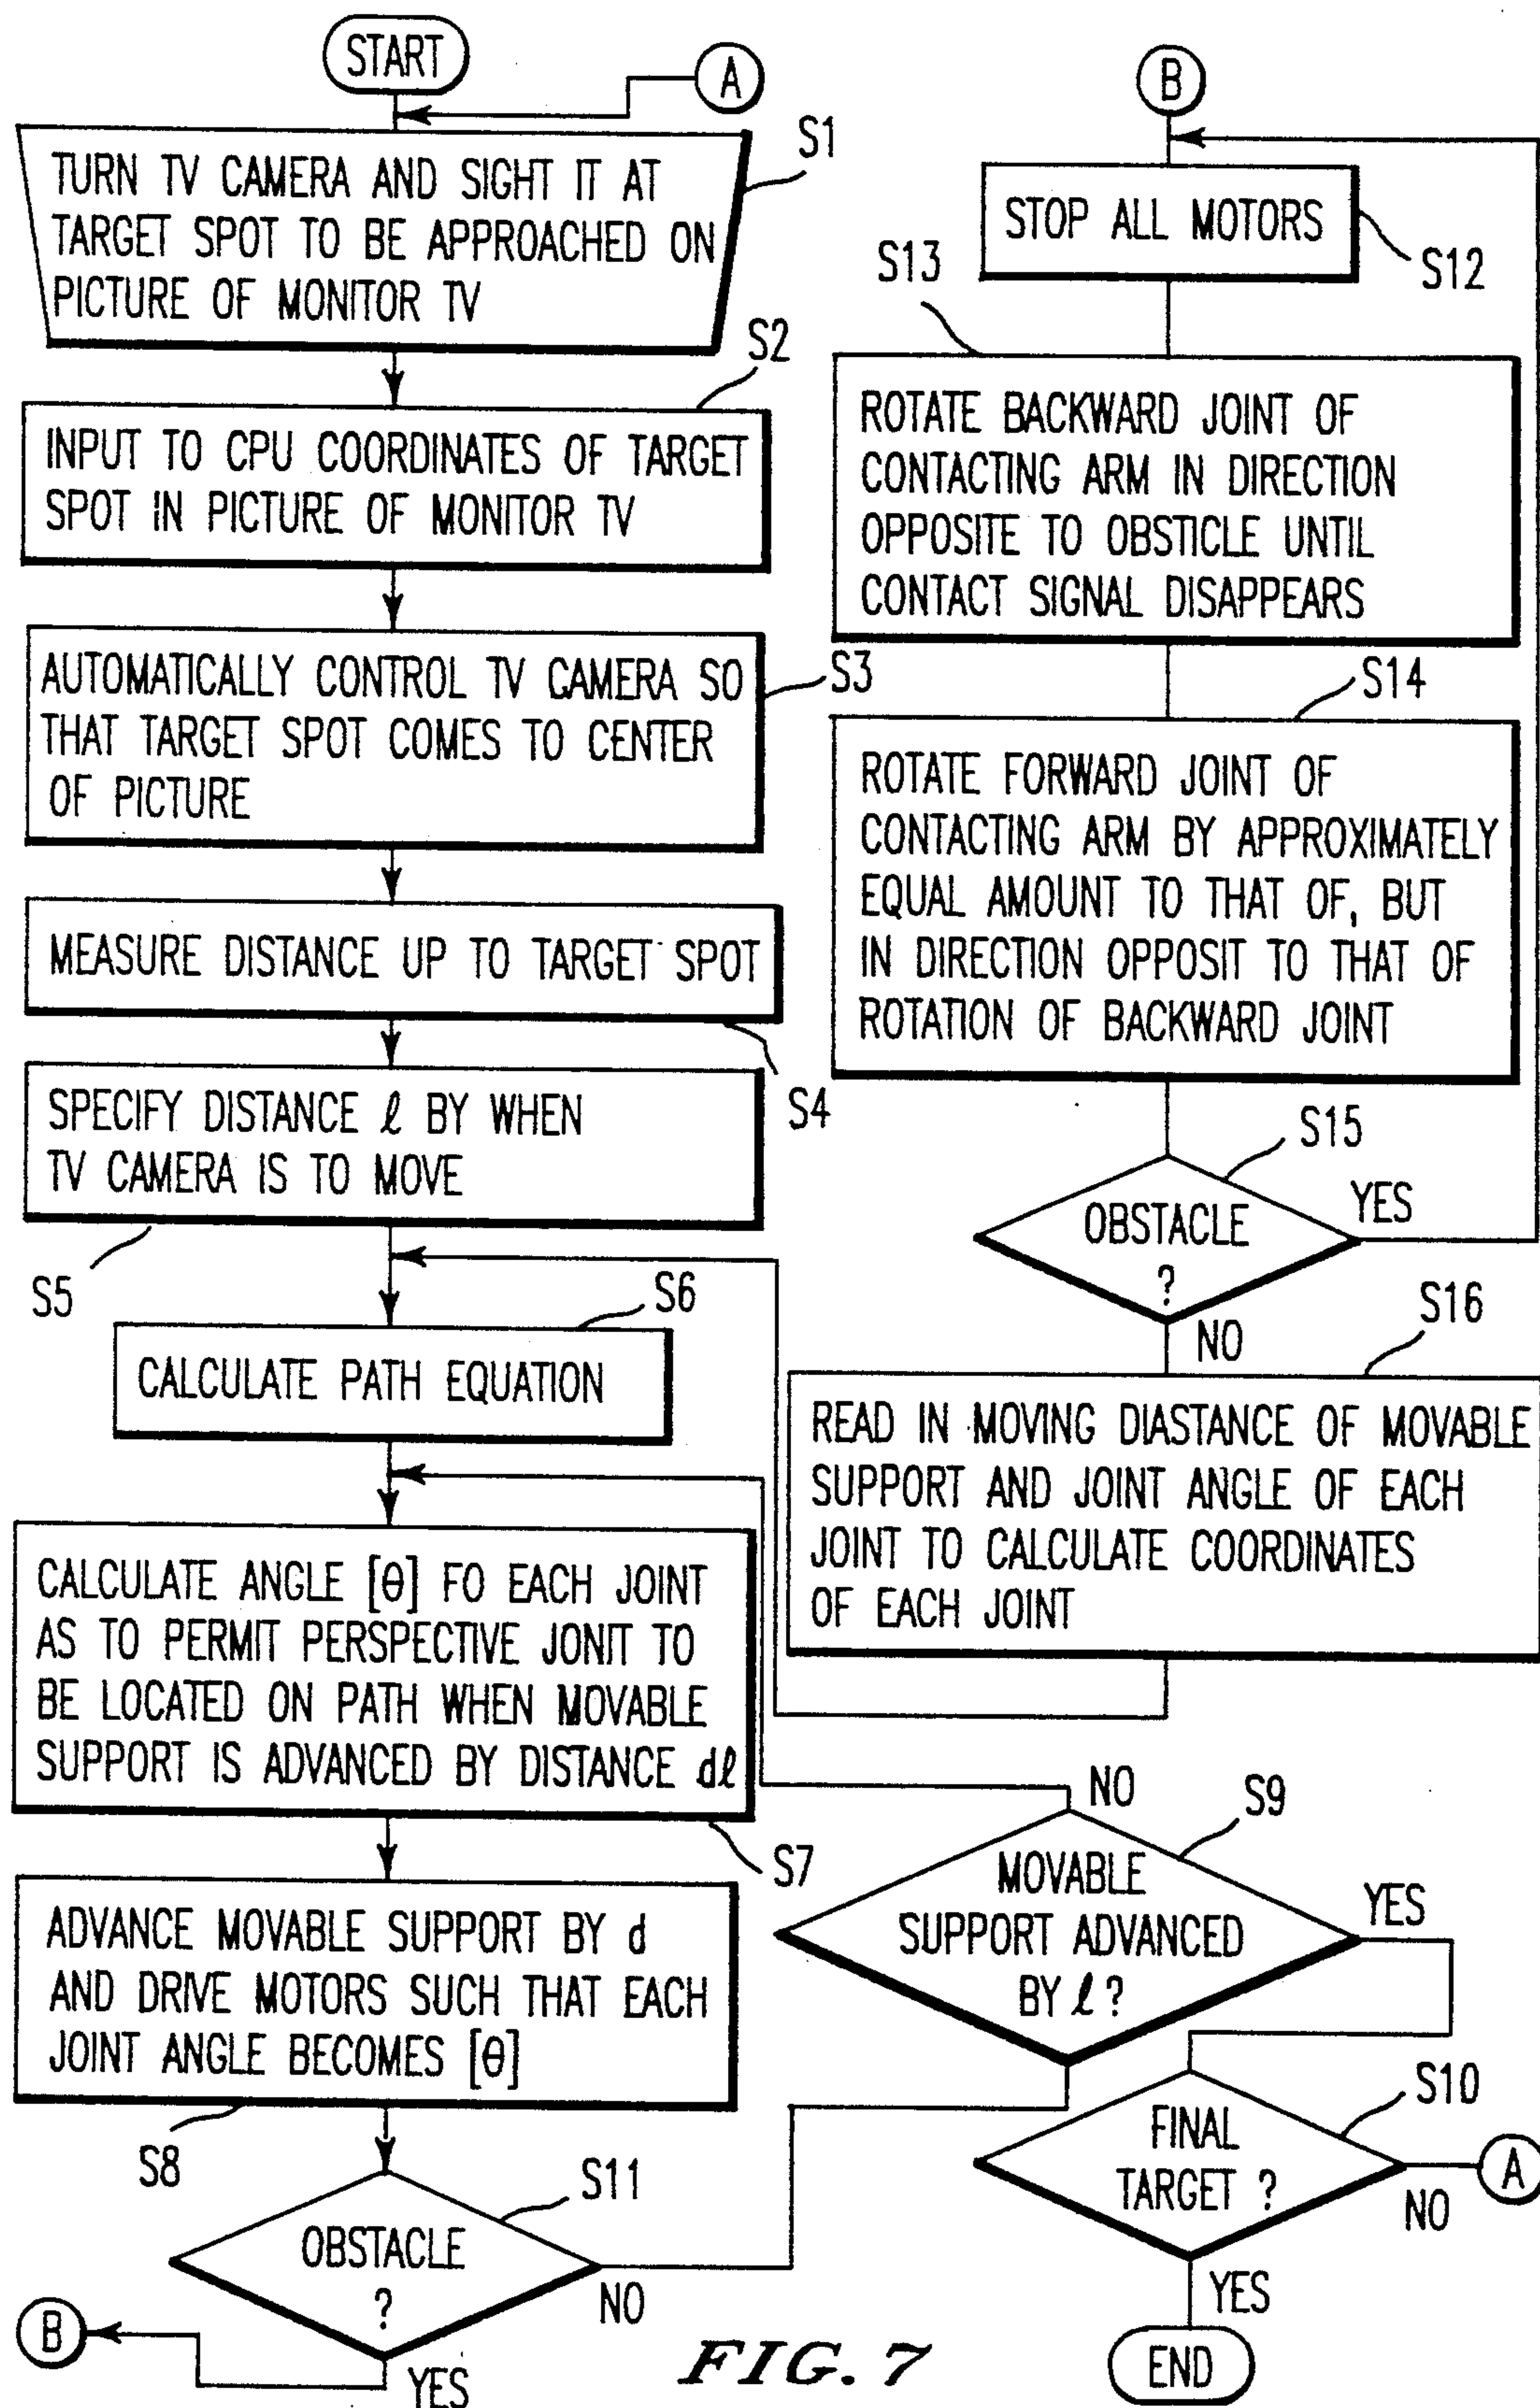 START
A
S1
TURN TV CAMERA AND SIGHT IT AT
TARGET SPOT TO BE APPROACHED ON
PICTURE OF MONITOR TV
S2
INPUT TO CPU COORDINATES OF TARGET
SPOT IN PICTURE OF MONITOR TV
AUTOMATICALLY CONTROL TV CAMERA SO
THAT TARGET SPOT COMES TO CENTER
OF PICTURE
S3
MEASURE DISTANCE UP TO TARGET SPOT
S4
SPECIFY DISTANCE ℓ BY WHEN
TV CAMERA IS TO MOVE
S5
S6
CALCULATE PATH EQUATION
CALCULATE ANGLE [θ] FO EACH JOINT
AS TO PERMIT PERSPECTIVE JONIT TO
BE LOCATED ON PATH WHEN MOVABLE
SUPPORT IS ADVANCED BY DISTANCE dℓ
S7
ADVANCE MOVABLE SUPPORT BY d
AND DRIVE MOTORS SUCH THAT EACH
JOINT ANGLE BECOMES [θ]
S8
S11
OBSTACLE
?
NO
B
YES
B
STOP ALL MOTORS
S12
S13
ROTATE BACKWARD JOINT OF
CONTACTING ARM IN DIRECTION
OPPOSITE TO OBSTICLE UNTIL
CONTACT SIGNAL DISAPPEARS
S14
ROTATE FORWARD JOINT OF
CONTACTING ARM BY APPROXIMATELY
EQUAL AMOUNT TO THAT OF, BUT
IN DIRECTION OPPOSIT TO THAT OF
ROTATION OF BACKWARD JOINT
S15
OBSTACLE
?
YES
NO
S16
READ IN MOVING DIASTANCE OF MOVABLE
SUPPORT AND JOINT ANGLE OF EACH
JOINT TO CALCULATE COORDINATES
OF EACH JOINT
NO
S9
MOVABLE
SUPPORT ADVANCED
BY ℓ ?
YES
S10
FINAL
TARGET ?
NO
A
YES
END
FIG. 7